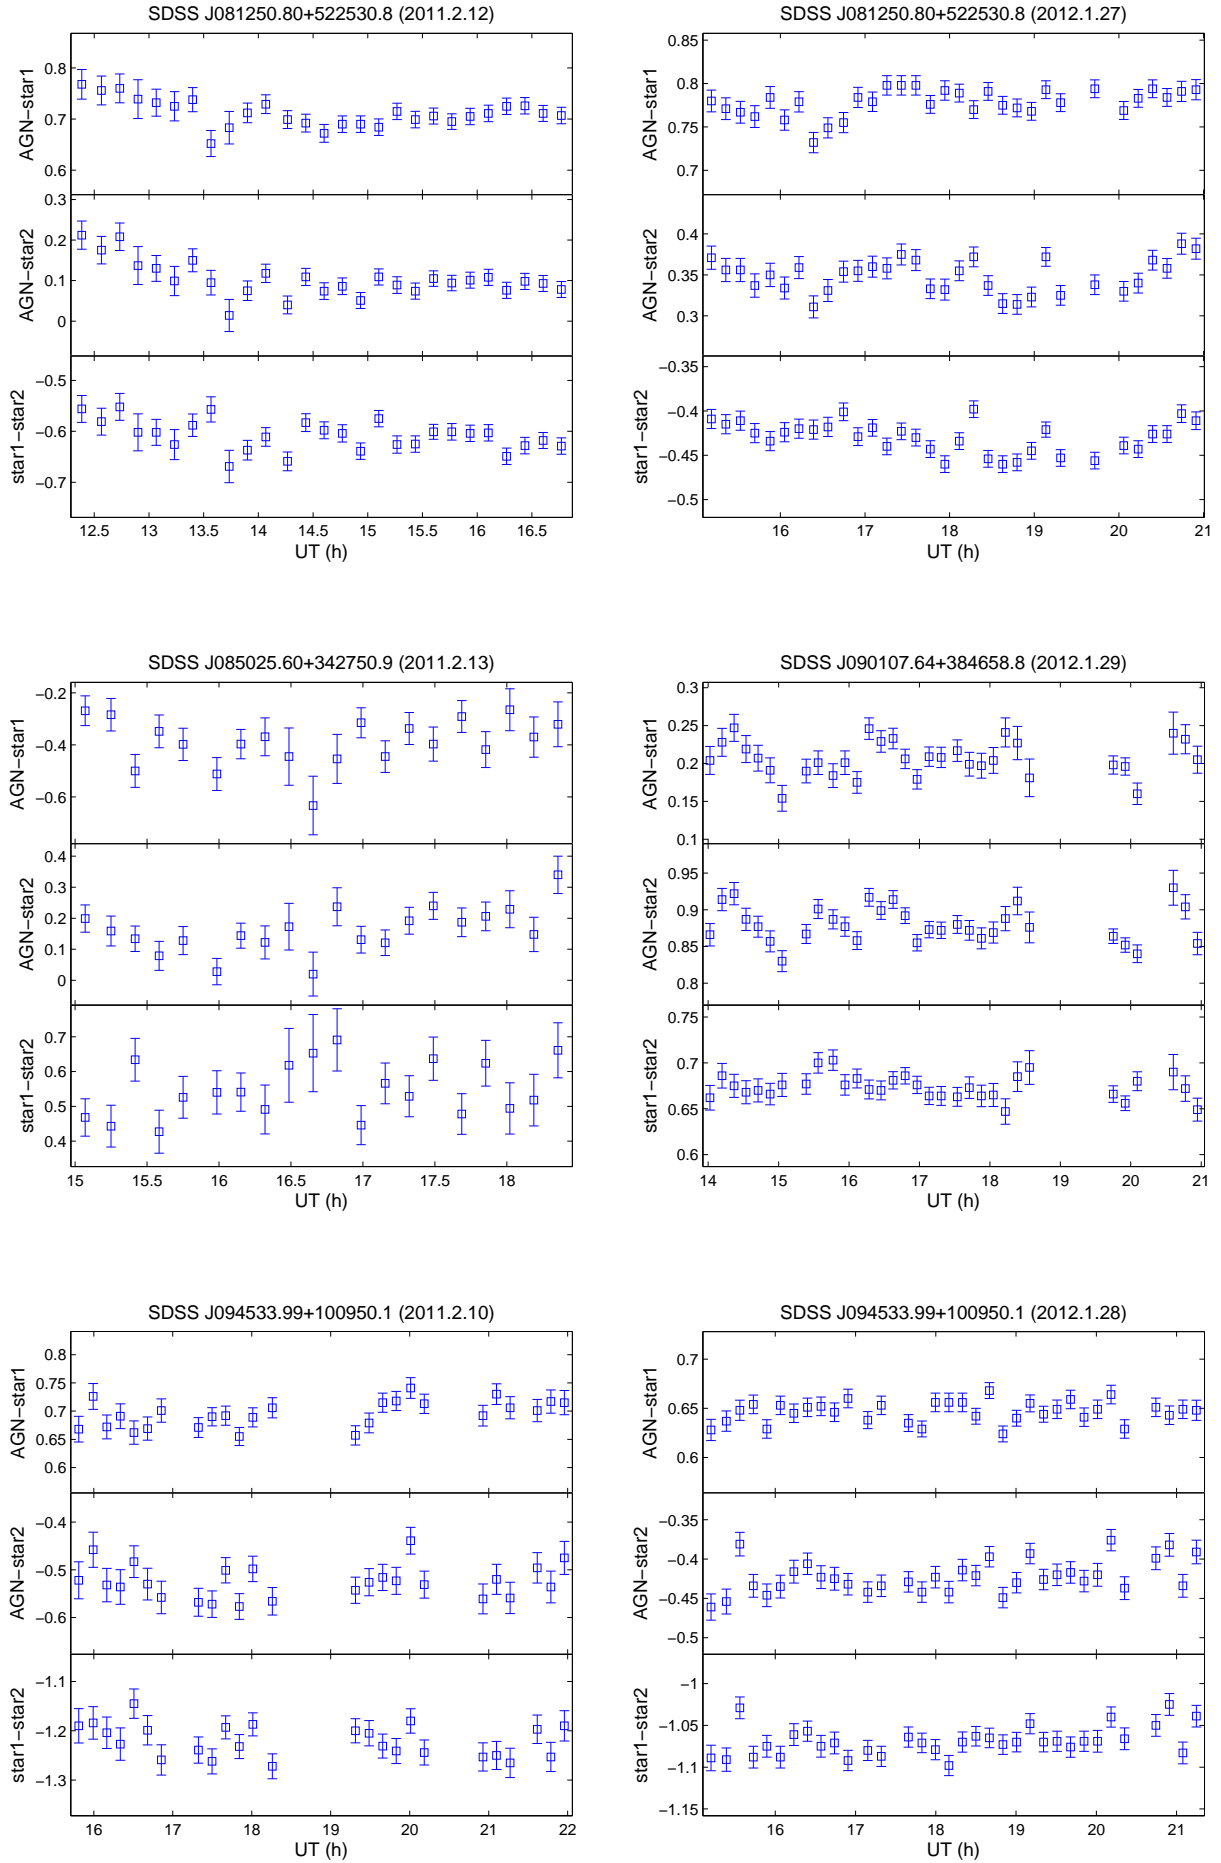 SDSS J081250.80+522530.8 (2011.2.12)
AGN−star1
0.8
0.7
0.6
AGN−star2
0.3
0.2
0.1
0
star1−star2
−0.5
−0.6
−0.7
12.5 13 13.5 14 14.5 15 15.5 16 16.5
UT (h)
SDSS J081250.80+522530.8 (2012.1.27)
AGN−star1
0.85
0.8
0.75
0.7
AGN−star2
0.4
0.3
star1−star2
−0.35
−0.4
−0.45
−0.5
16 17 18 19 20 21
UT (h)
SDSS J085025.60+342750.9 (2011.2.13)
AGN−star1
−0.2
−0.4
−0.6
AGN−star2
0.4
0.3
0.2
0.1
0
star1−star2
0.7
0.6
0.5
0.4
15 15.5 16 16.5 17 17.5 18
UT (h)
SDSS J090107.64+384658.8 (2012.1.29)
AGN−star1
0.3
0.25
0.2
0.15
0.1
AGN−star2
0.95
0.9
0.85
0.8
star1−star2
0.75
0.7
0.65
0.6
14 15 16 17 18 19 20 21
UT (h)
SDSS J094533.99+100950.1 (2011.2.10)
AGN−star1
0.8
0.75
0.7
0.65
0.6
AGN−star2
−0.4
−0.5
−0.6
star1−star2
−1.1
−1.2
−1.3
16 17 18 19 20 21 22
UT (h)
SDSS J094533.99+100950.1 (2012.1.28)
AGN−star1
0.7
0.65
0.6
AGN−star2
−0.35
−0.4
−0.45
−0.5
star1−star2
−1
−1.05
−1.1
−1.15
16 17 18 19 20 21
UT (h)